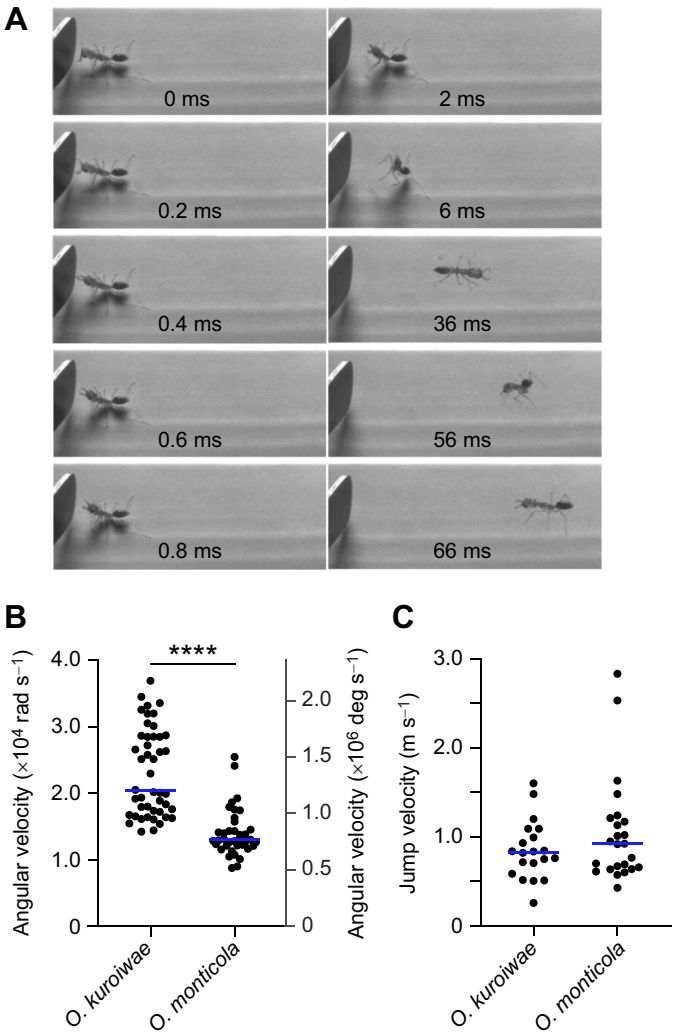 A
0 ms
2 ms
0.2 ms
6 ms
0.4 ms
36 ms
0.6 ms
56 ms
0.8 ms
66 ms
B
Angular velocity (×10⁴ rad s⁻¹)
4.0
3.0
2.0
1.0
0
****
2.0
1.5
1.0
0.5
0
Angular velocity (×10⁶ deg s⁻¹)
O. kuroiwae
O. monticola
C
Jump velocity (m s⁻¹)
3.0
2.0
1.0
0
O. kuroiwae
O. monticola